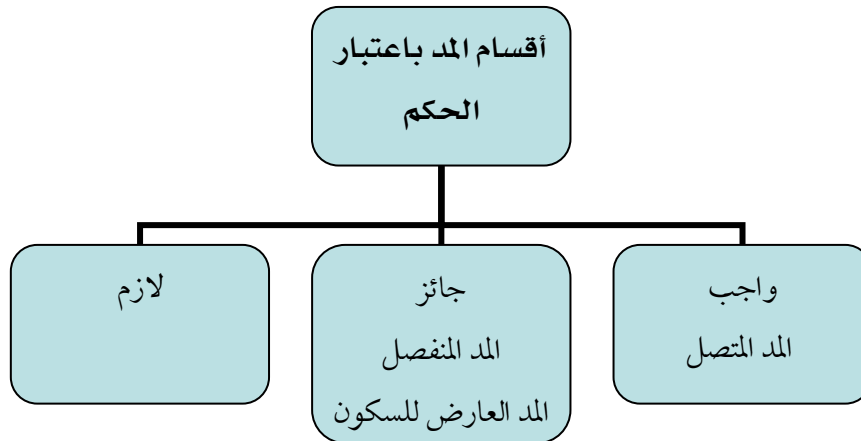 أقسام المد باعتبار
الحكم
واجب
المد المتصل
جائز
المد المنفصل
المد العارض للسكون
لازم